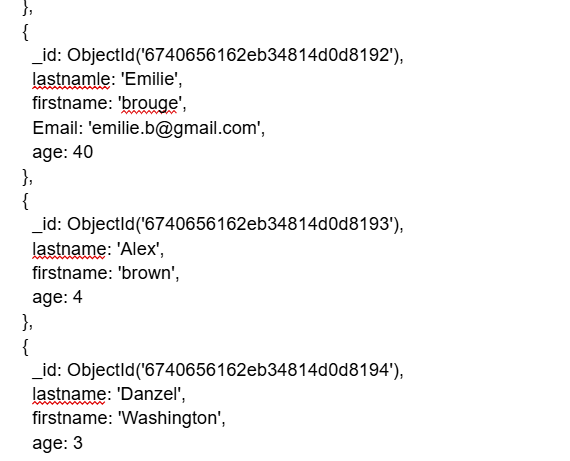 },
{
_id: ObjectId('6740656162eb34814d0d8192'),
lastnamle: 'Emilie',
firstname: 'brouge',
Email: 'emilie.b@gmail.com',
age: 40
},
{
_id: ObjectId('6740656162eb34814d0d8193'),
lastname: 'Alex',
firstname: 'brown',
age: 4
},
{
_id: ObjectId('6740656162eb34814d0d8194'),
lastname: 'Danzel',
firstname: 'Washington',
age: 3